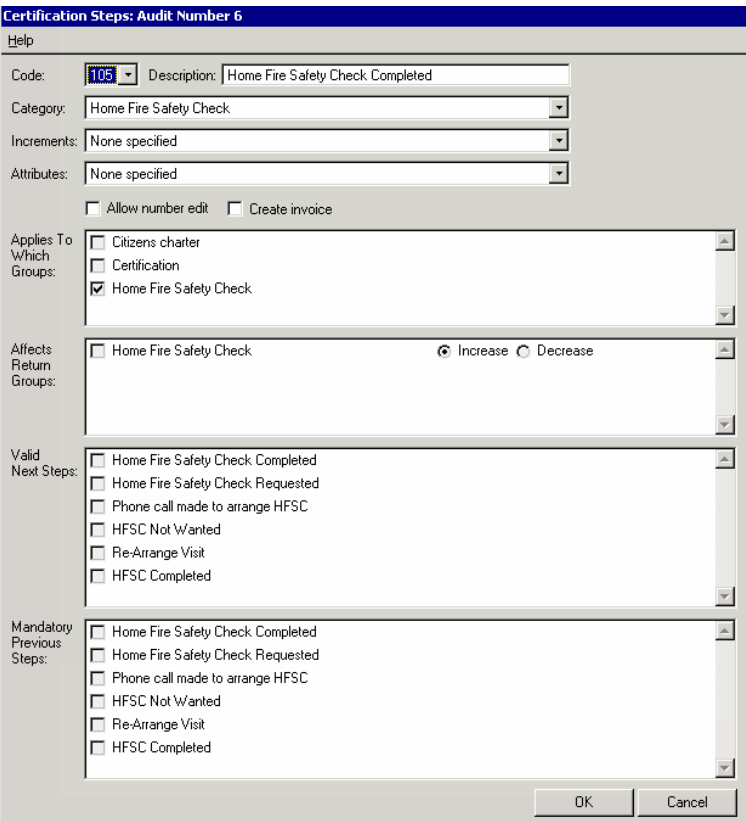 Certification Steps: Audit Number 6
Help
Code: 105 Description: Home Fire Safety Check Completed
Category: Home Fire Safety Check
Increments: None specified
Attributes: None specified
Allow number edit Create invoice
Applies To Which Groups:
Citizens charter
Certification
Home Fire Safety Check
Affects Return Groups:
Home Fire Safety Check Increase Decrease
Valid Next Steps:
Home Fire Safety Check Completed
Home Fire Safety Check Requested
Phone call made to arrange HFSC
HFSC Not Wanted
Re-Arrange Visit
HFSC Completed
Mandatory Previous Steps:
Home Fire Safety Check Completed
Home Fire Safety Check Requested
Phone call made to arrange HFSC
HFSC Not Wanted
Re-Arrange Visit
HFSC Completed
OK Cancel